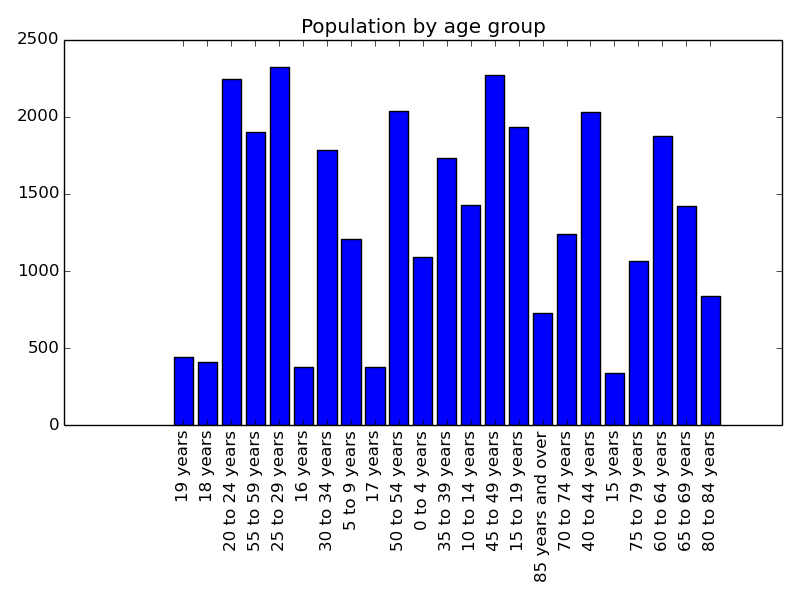 Population by age group
2500
2000
1500
1000
500
0
19 years
18 years
20 to 24 years
55 to 59 years
25 to 29 years
16 years
30 to 34 years
5 to 9 years
17 years
50 to 54 years
0 to 4 years
35 to 39 years
10 to 14 years
45 to 49 years
15 to 19 years
85 years and over
70 to 74 years
40 to 44 years
15 years
75 to 79 years
60 to 64 years
65 to 69 years
80 to 84 years